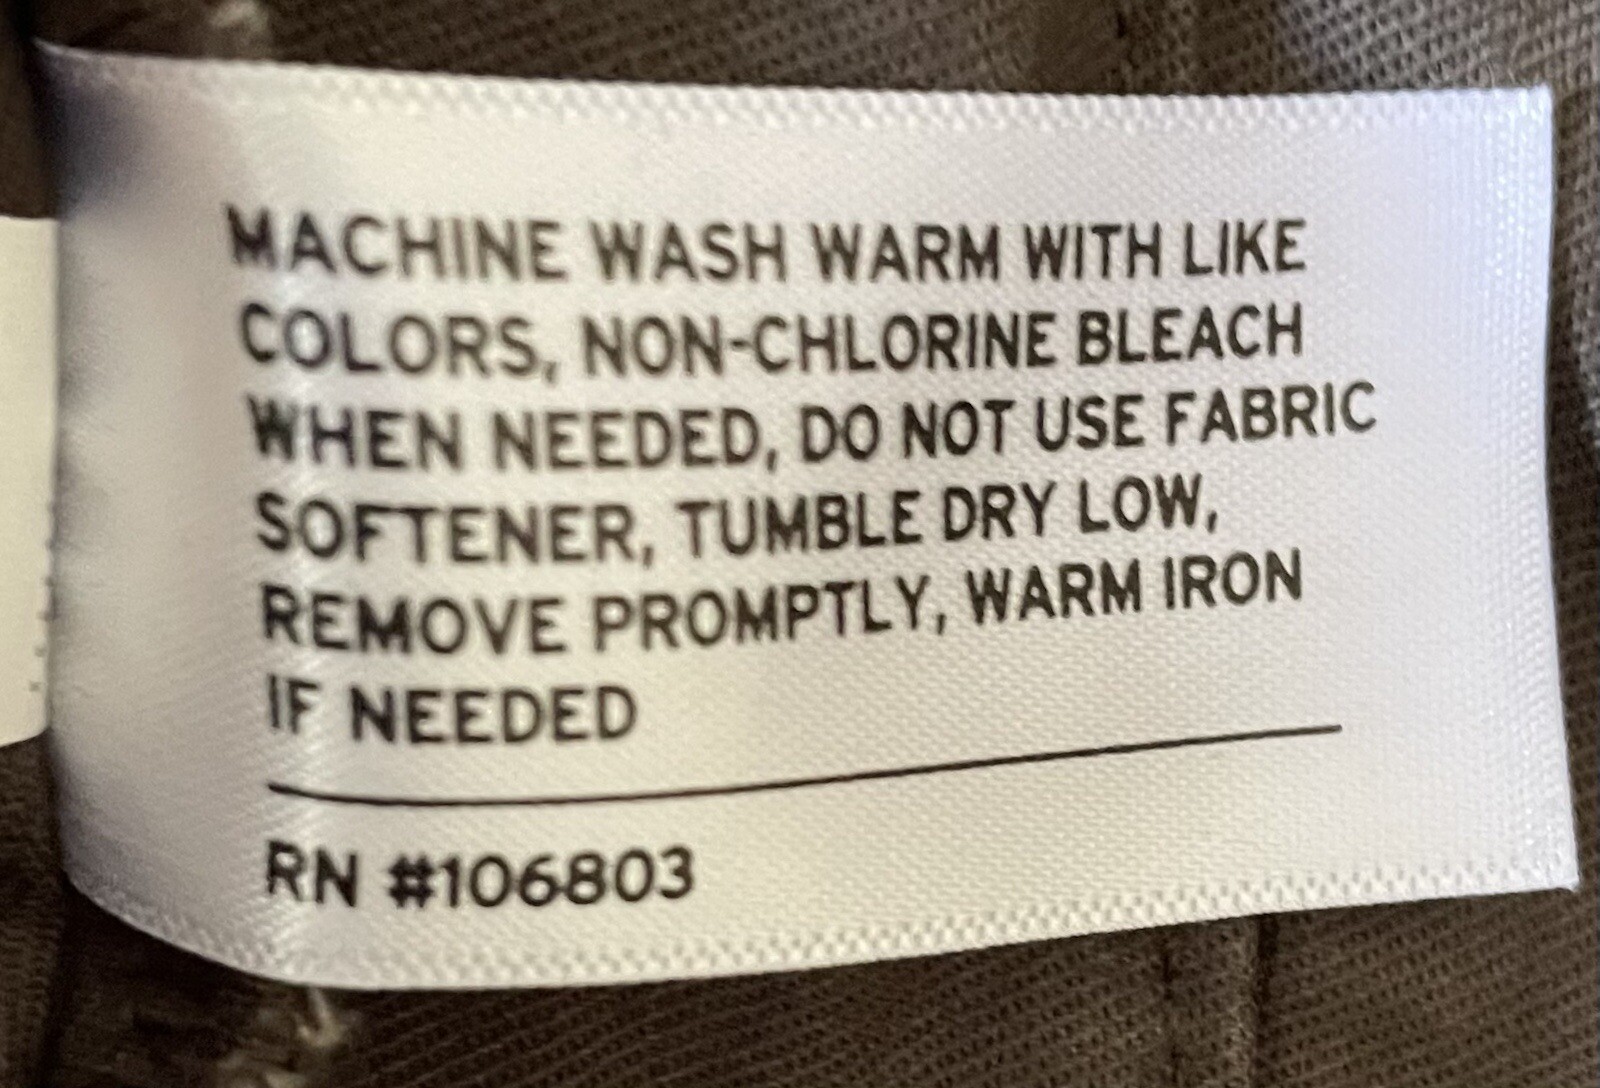 MACHINE WASH WARM WITH LIKE
COLORS, NON-CHLORINE BLEACH
WHEN NEEDED, DO NOT USE FABRIC
SOFTENER, TUMBLE DRY LOW,
REMOVE PROMPTLY, WARM IRON
IF NEEDED
RN #106803